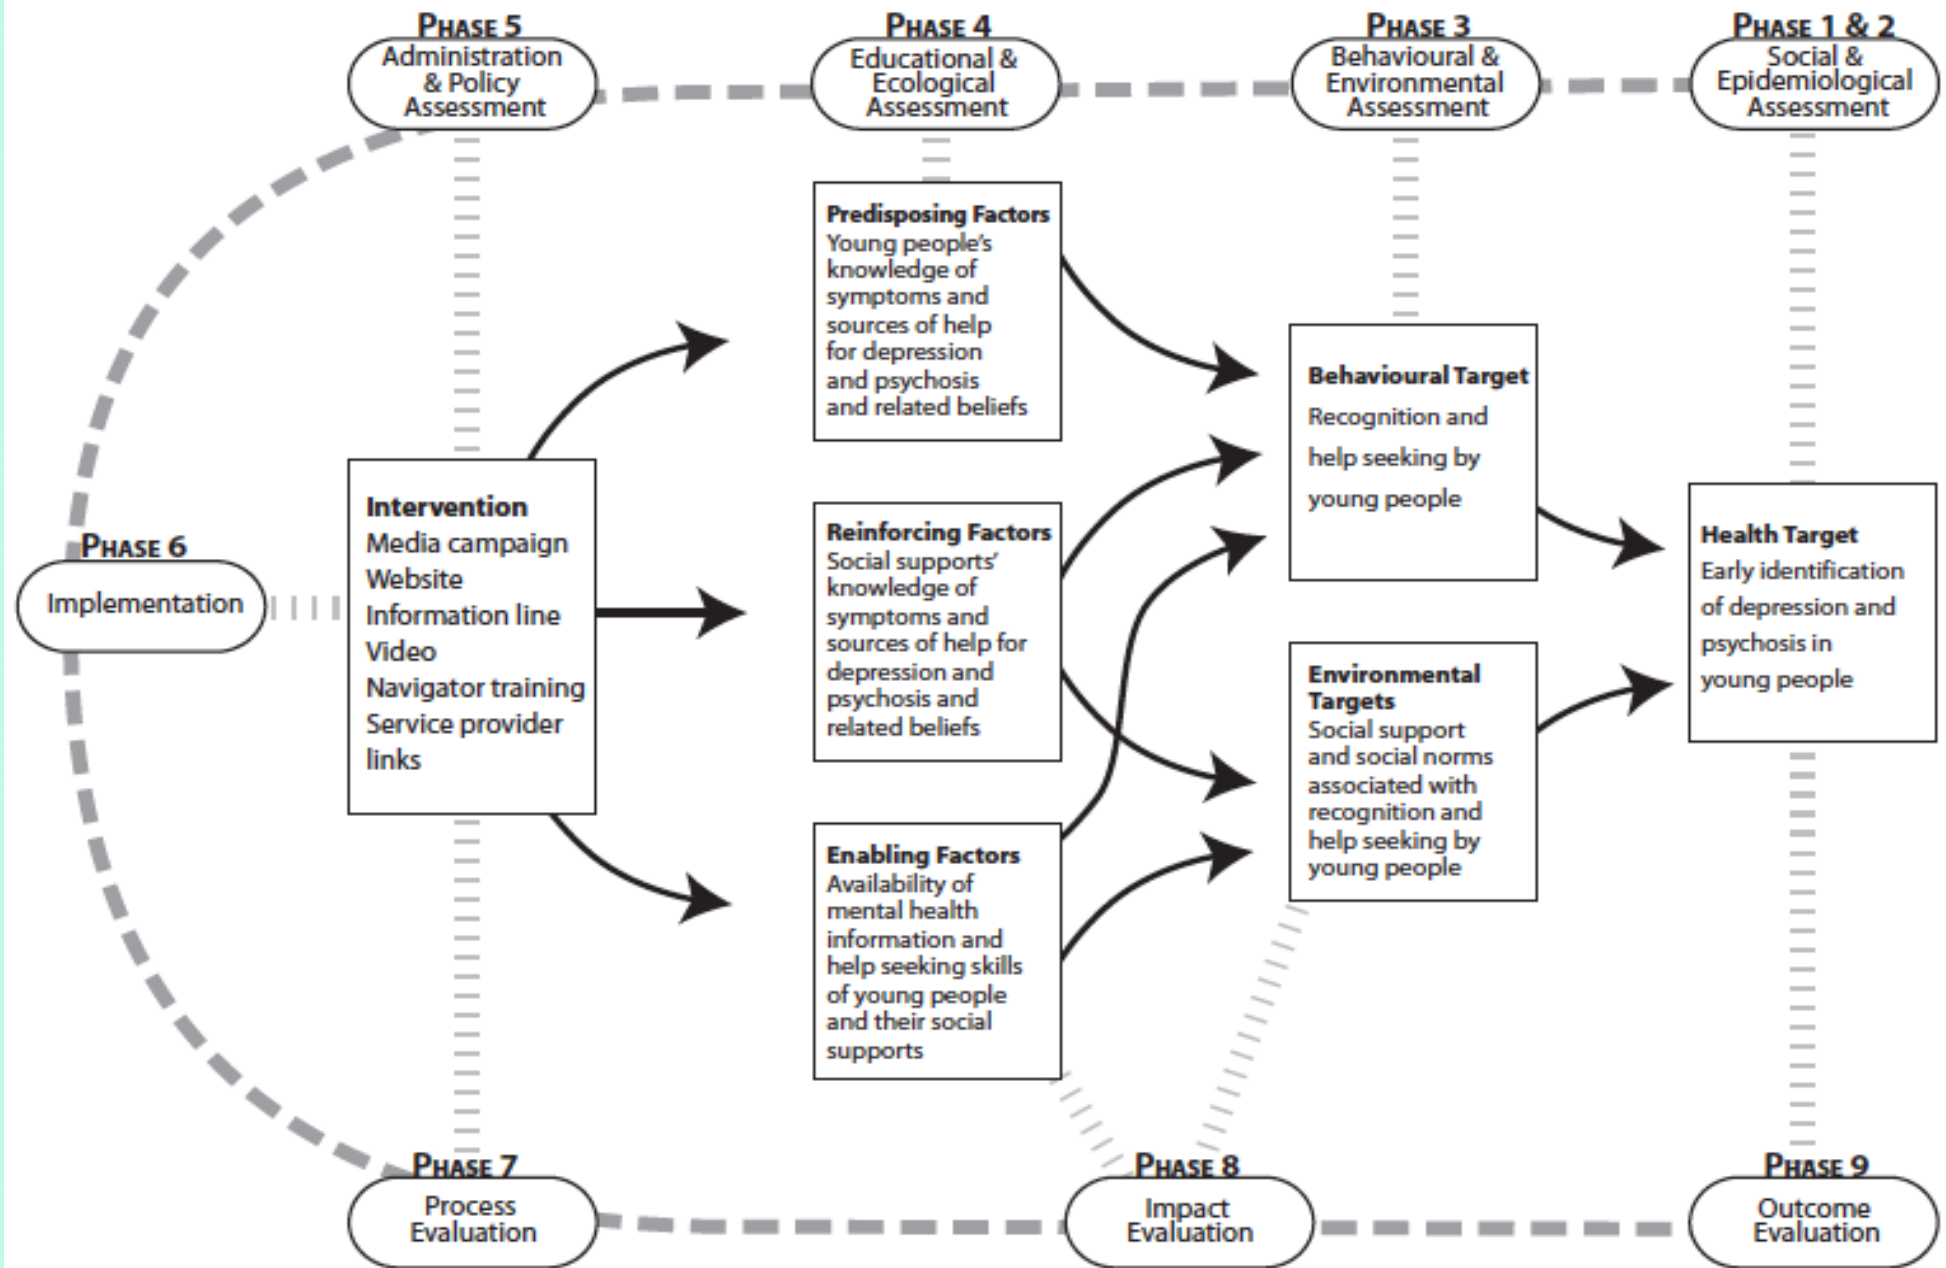 PHASE 5
Administration
& Policy
Assessment
PHASE 4
Educational &
Ecological
Assessment
PHASE 3
Behavioural &
Environmental
Assessment
PHASE 1 & 2
Social &
Epidemiological
Assessment
PHASE 6
Implementation
Intervention
Media campaign
Website
Information line
Video
Navigator training
Service provider
links
Predisposing Factors
Young people’s
knowledge of
symptoms and
sources of help
for depression
and psychosis
and related beliefs
Reinforcing Factors
Social supports’
knowledge of
symptoms and
sources of help for
depression and
psychosis and
related beliefs
Enabling Factors
Availability of
mental health
information and
help seeking skills
of young people
and their social
supports
Behavioural Target
Recognition and
help seeking by
young people
Environmental
Targets
Social support
and social norms
associated with
recognition and
help seeking by
young people
Health Target
Early identification
of depression and
psychosis in
young people
PHASE 7
Process
Evaluation
PHASE 8
Impact
Evaluation
PHASE 9
Outcome
Evaluation